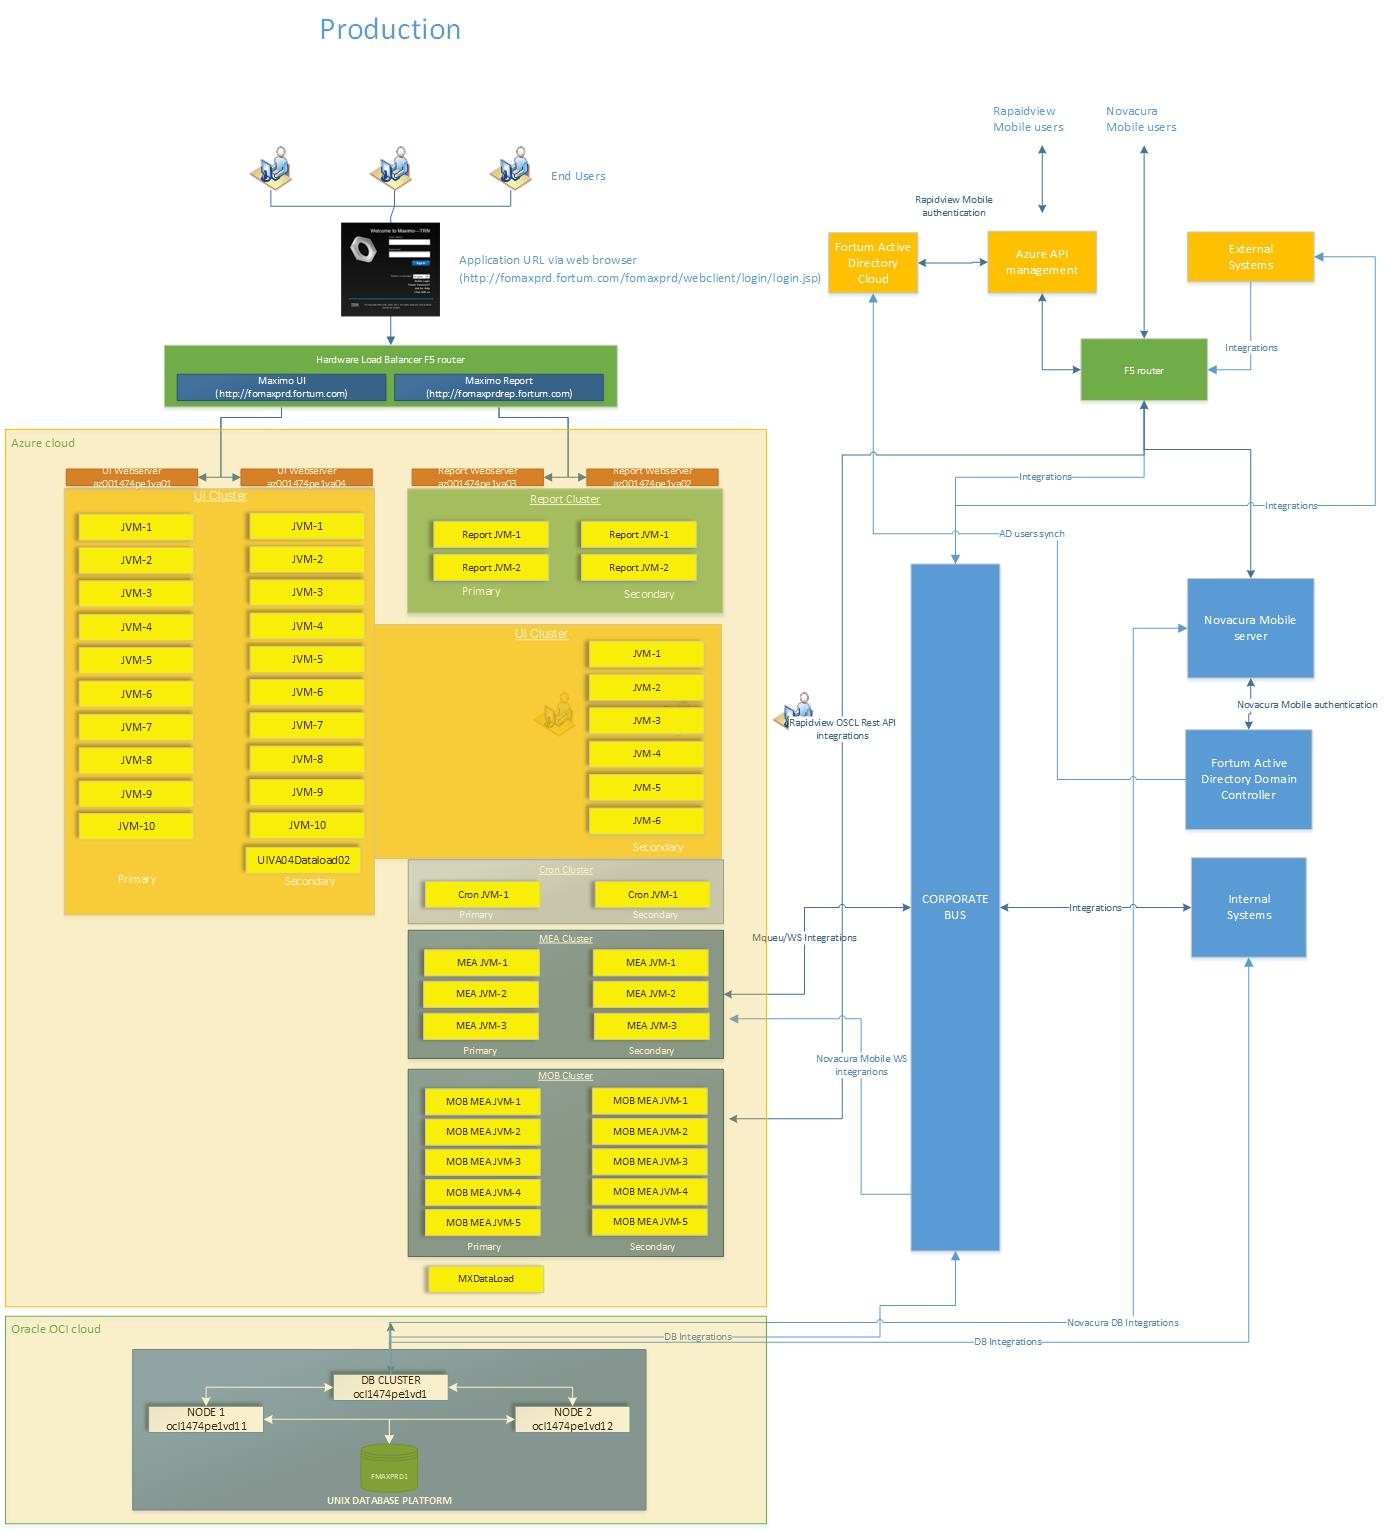 Production
Rapaidview
Mobile users
Novacura
Mobile users
End Users
Rapidview Mobile
authentication
Welcome to Maximo—TRN
Application URL via web browser
(http://fomaxprd.fortum.com/fomaxprd/webclient/login/login.jsp)
Fortum Active
Directory
Cloud
Azure API
management
External
Systems
Integrations
F5 router
Hardware Load Balancer F5 router
Maximo UI
(http://fomaxprd.fortum.com)
Maximo Report
(http://fomaxprdrep.fortum.com)
Azure cloud
UI Webserver
az001474pe1va01
UI Webserver
az001474pe1va04
Report Webserver
az001474pe1va03
Report Webserver
az001474pe1va02
UI Cluster
JVM-1
JVM-2
JVM-3
JVM-4
JVM-5
JVM-6
JVM-7
JVM-8
JVM-9
JVM-10
Primary
JVM-1
JVM-2
JVM-3
JVM-4
JVM-5
JVM-6
JVM-7
JVM-8
JVM-9
JVM-10
UIVA04Dataload02
Secondary
Report Cluster
Report JVM-1
Report JVM-2
Primary
Report JVM-1
Report JVM-2
Secondary
UI Cluster
JVM-1
JVM-2
JVM-3
JVM-4
JVM-5
JVM-6
Secondary
Cron Cluster
Cron JVM-1
Primary
Cron JVM-1
Secondary
MEA Cluster
MEA JVM-1
MEA JVM-2
MEA JVM-3
Primary
MEA JVM-1
MEA JVM-2
MEA JVM-3
Secondary
MOB Cluster
MOB MEA JVM-1
MOB MEA JVM-2
MOB MEA JVM-3
MOB MEA JVM-4
MOB MEA JVM-5
Primary
MOB MEA JVM-1
MOB MEA JVM-2
MOB MEA JVM-3
MOB MEA JVM-4
MOB MEA JVM-5
Secondary
MXDataLoad
Integrations
Integrations
AD users synch
Novacura Mobile
server
Rapidview OSCL Rest API
integrations
Novacura Mobile authentication
Fortum Active
Directory Domain
Controller
CORPORATE
BUS
Integrations
Internal
Systems
Mqueu/WS Integrations
Novacura Mobile WS
integrarions
Novacura DB Integrations
DB Integrations
DB Integrations
Oracle OCI cloud
DB CLUSTER
ocl1474pe1vd1
NODE 1
ocl1474pe1vd11
NODE 2
ocl1474pe1vd12
FMAXPRD1
UNIX DATABASE PLATFORM